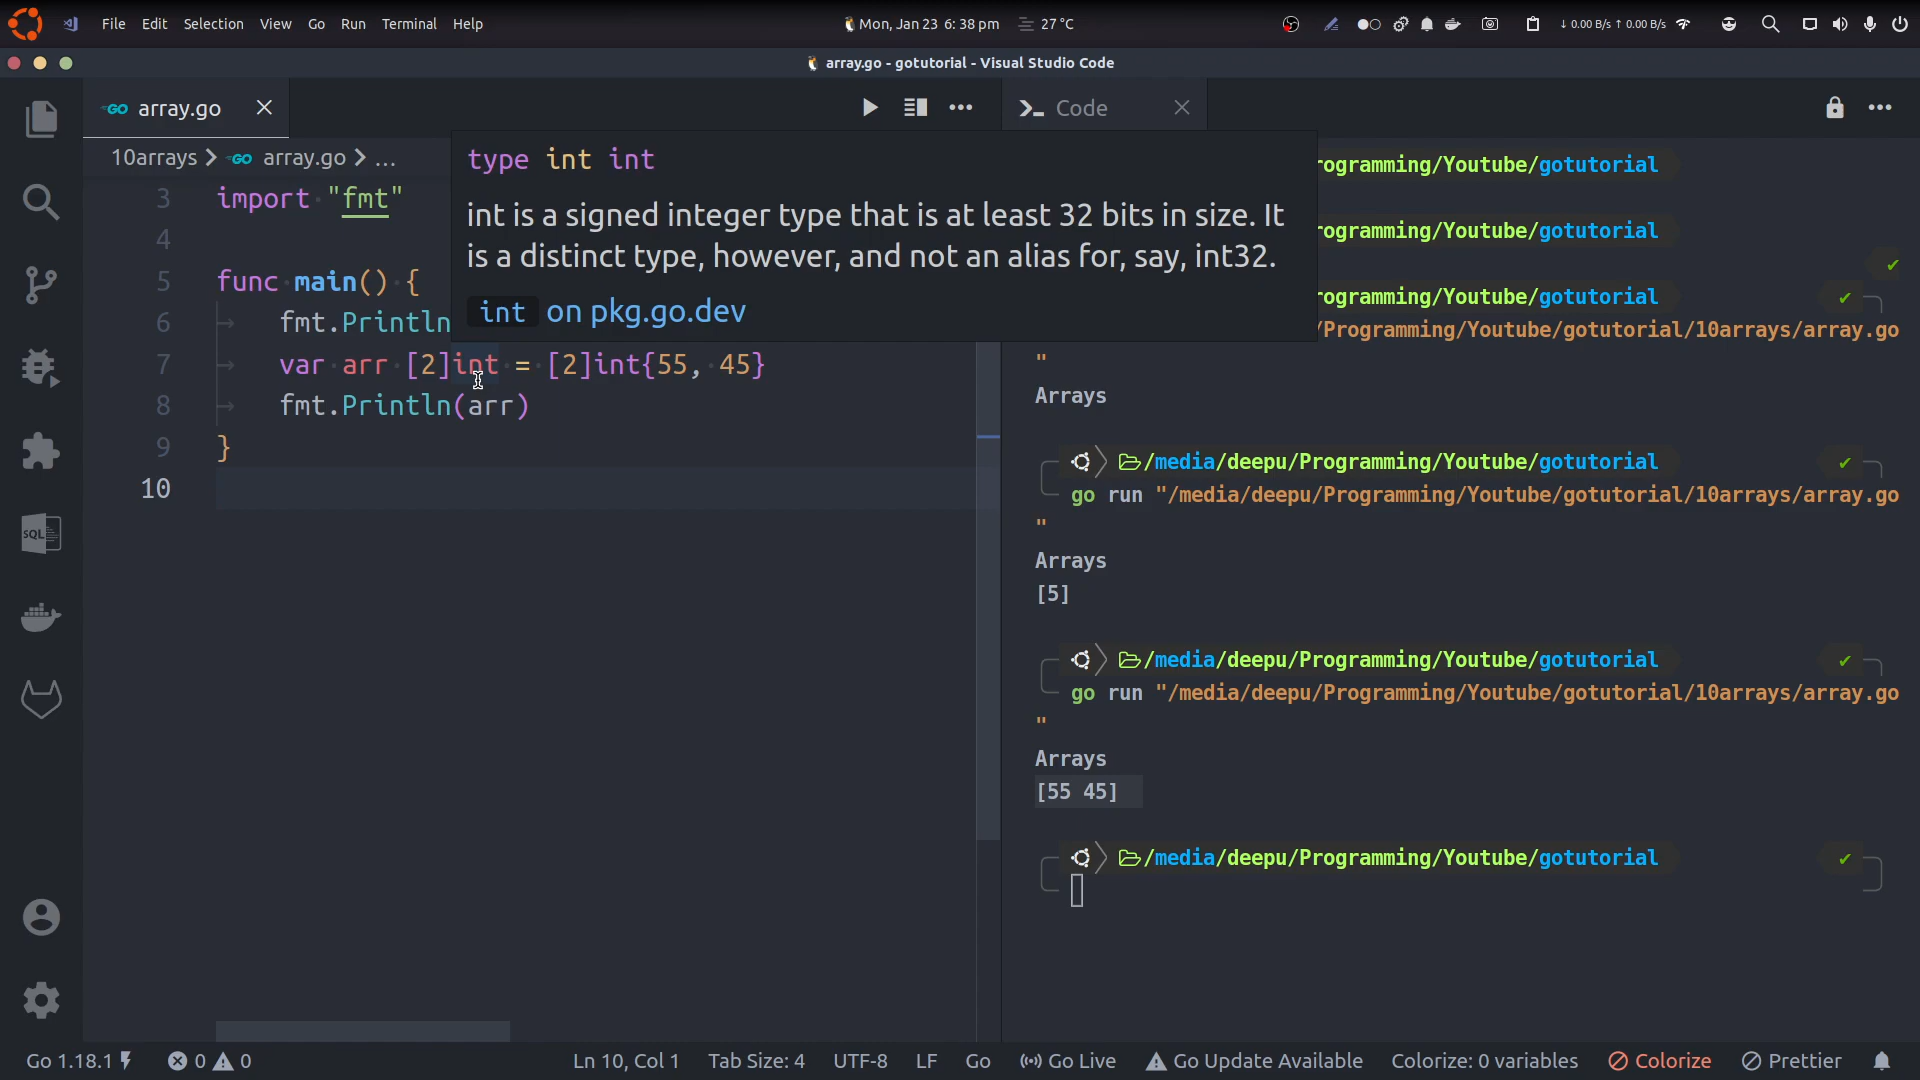 File Edit Selection View Go Run Terminal Help
Mon, Jan 23 6:38 pm 27 °C
↓ 0.00 B/s ↑ 0.00 B/s
array.go - gotutorial - Visual Studio Code
GO array.go
Code
10arrays > GO array.go > ...
3 import "fmt"
4
5 func main() {
6 fmt.Println
7 var arr [2]int = [2]int{55, 45}
8 fmt.Println(arr)
9 }
10
type int int
int is a signed integer type that is at least 32 bits in size. It
is a distinct type, however, and not an alias for, say, int32.
int on pkg.go.dev
SQL
rogramming/Youtube/gotutorial
rogramming/Youtube/gotutorial
rogramming/Youtube/gotutorial
/Programming/Youtube/gotutorial/10arrays/array.go
"
Arrays
/media/deepu/Programming/Youtube/gotutorial
go run "/media/deepu/Programming/Youtube/gotutorial/10arrays/array.go
"
Arrays
[5]
/media/deepu/Programming/Youtube/gotutorial
go run "/media/deepu/Programming/Youtube/gotutorial/10arrays/array.go
"
Arrays
[55 45]
/media/deepu/Programming/Youtube/gotutorial
Go 1.18.1 0 0 Ln 10, Col 1 Tab Size: 4 UTF-8 LF Go Go Live Go Update Available Colorize: 0 variables Colorize Prettier